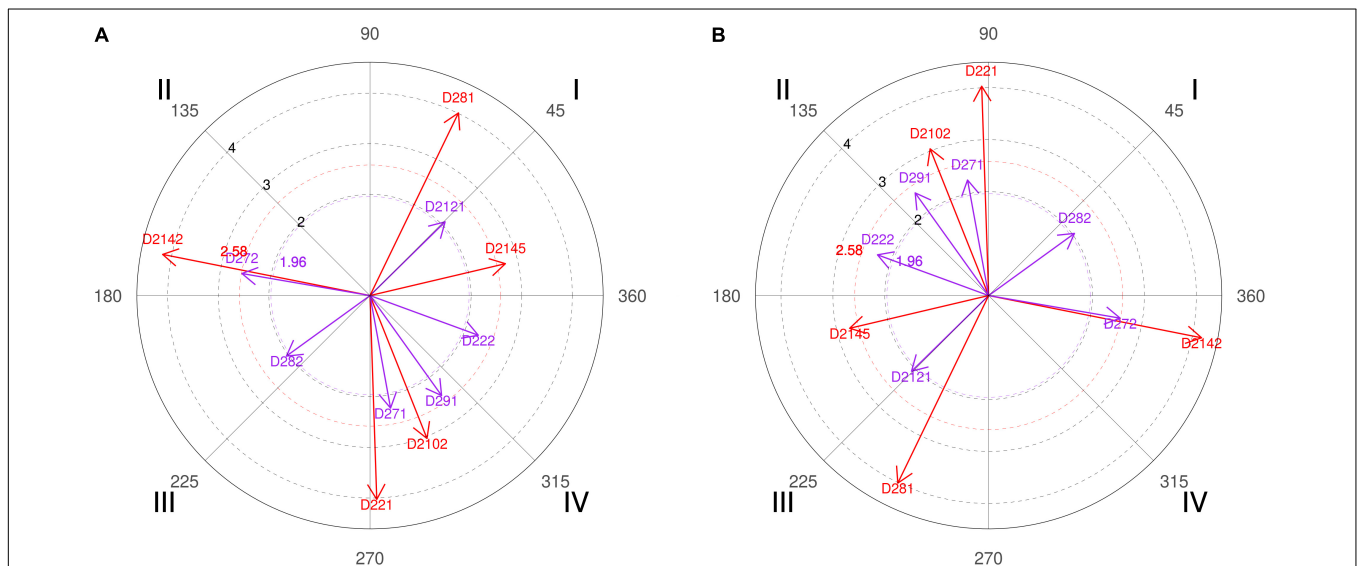 A
90
II
I
135
45
D281
4
3
2
D2121
D2142
2.58
D272
1.96
D2145
180
360
D282
D222
D271
D291
D2102
D221
225
315
III
IV
270
B
90
II
I
135
45
D221
D2102
4
D271
3
D291
2
D282
D222
2.58
1.96
180
360
D272
D2145
D2142
D2121
D281
225
315
III
IV
270